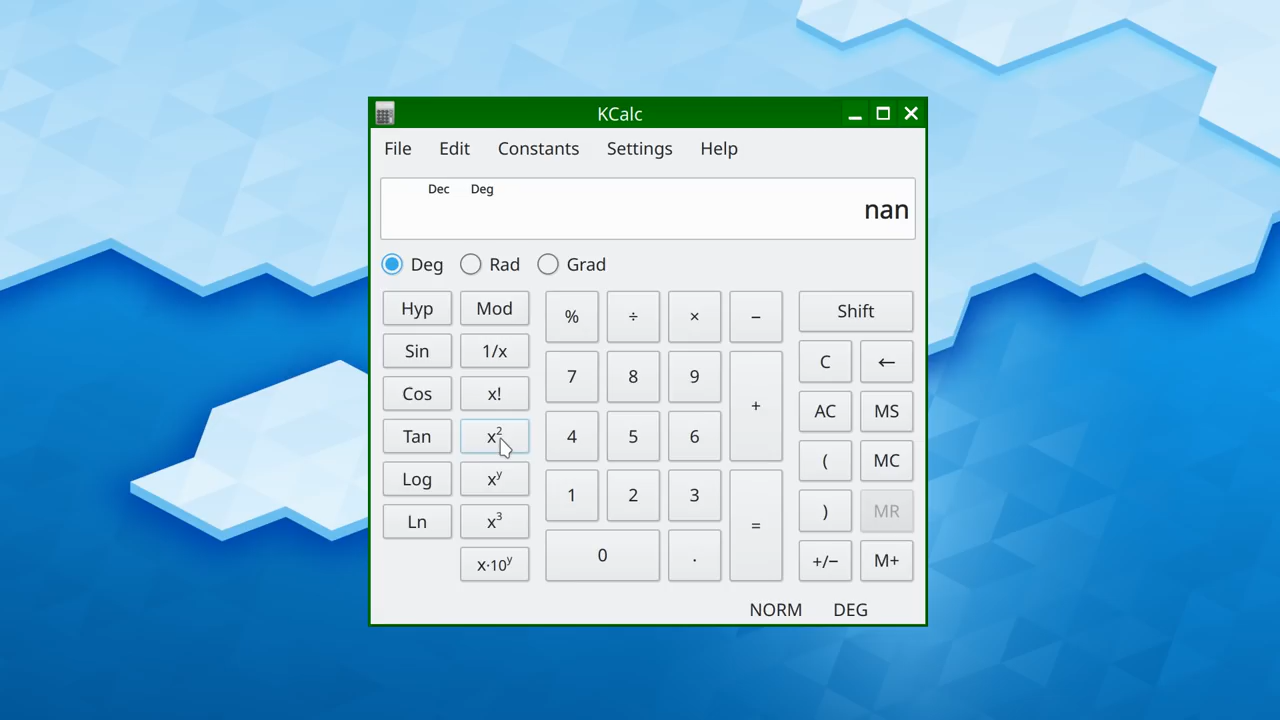 KCalc
File Edit Constants Settings Help
Dec Deg
nan
Deg Rad Grad
Hyp Mod % ÷ × − Shift
Sin 1/x 7 8 9 + C ←
Cos x! AC MS
Tan x² 4 5 6 ( MC
Log xʸ 1 2 3 = ) MR
Ln x³
x·10ʸ 0 . +/− M+
NORM DEG